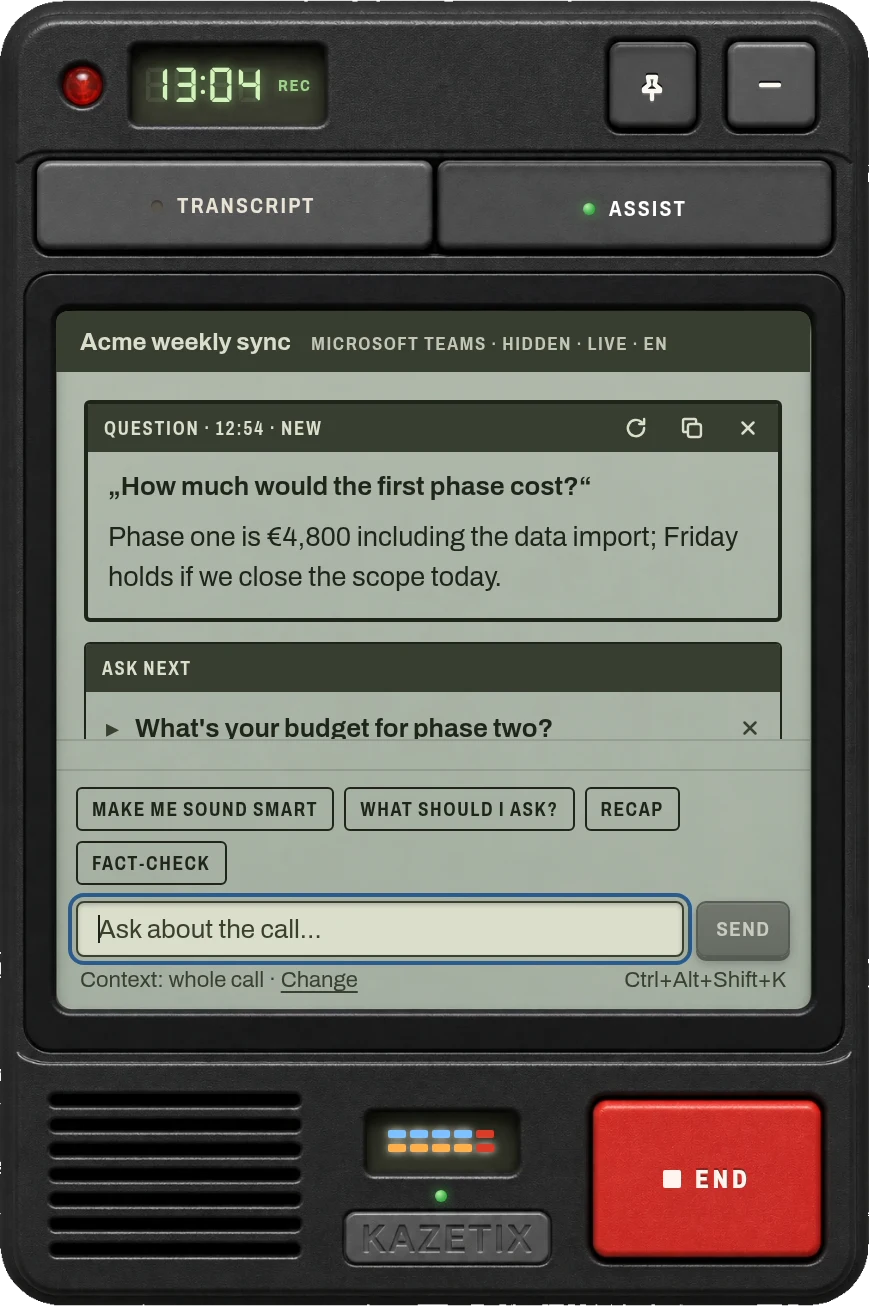 13:04 REC
TRANSCRIPT
ASSIST
Acme weekly sync MICROSOFT TEAMS · HIDDEN · LIVE · EN
QUESTION · 12:54 · NEW
„How much would the first phase cost?“
Phase one is €4,800 including the data import; Friday
holds if we close the scope today.
ASK NEXT
What's your budget for phase two?
MAKE ME SOUND SMART
WHAT SHOULD I ASK?
RECAP
FACT-CHECK
Ask about the call...
SEND
Context: whole call · Change
Ctrl+Alt+Shift+K
END
KAZETIX